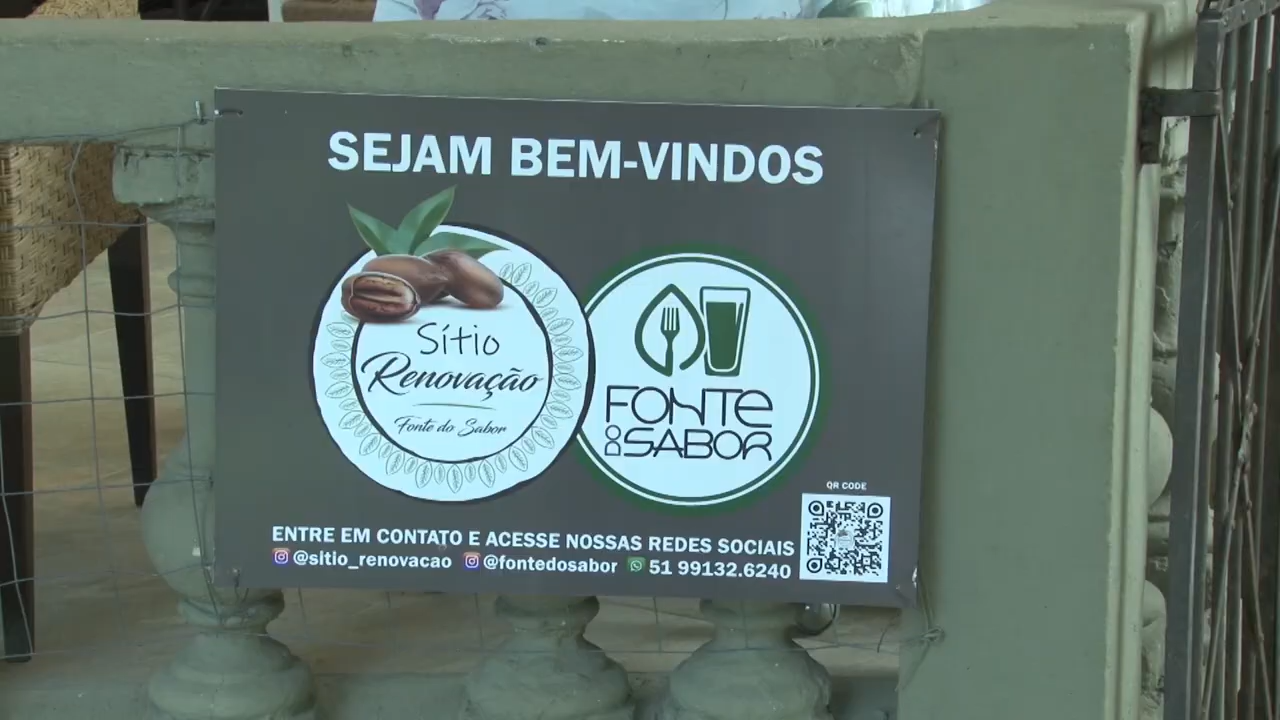 SEJAM BEM-VINDOS
Sítio
Renovação
Fonte do Sabor
FONTE
DO SABOR
QR CODE
ENTRE EM CONTATO E ACESSE NOSSAS REDES SOCIAIS
@sitio_renovacao @fontedosabor 51 99132.6240